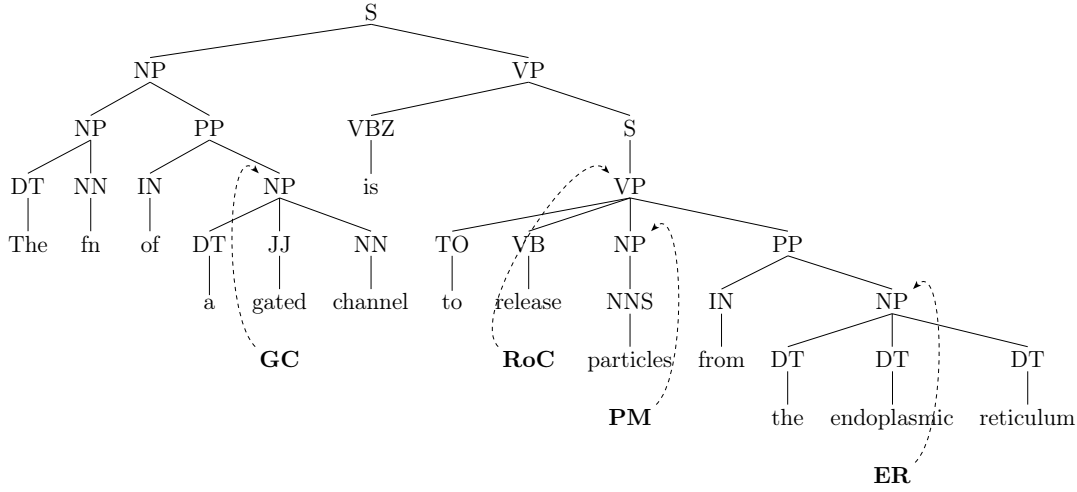 S
NP VP
NP PP VBZ S
DT NN IN NP is VP
The fn of DT JJ NN TO VB NP PP
a gated channel to release NNS IN NP
GC RoC particles from DT DT DT
PM the endoplasmic reticulum
ER